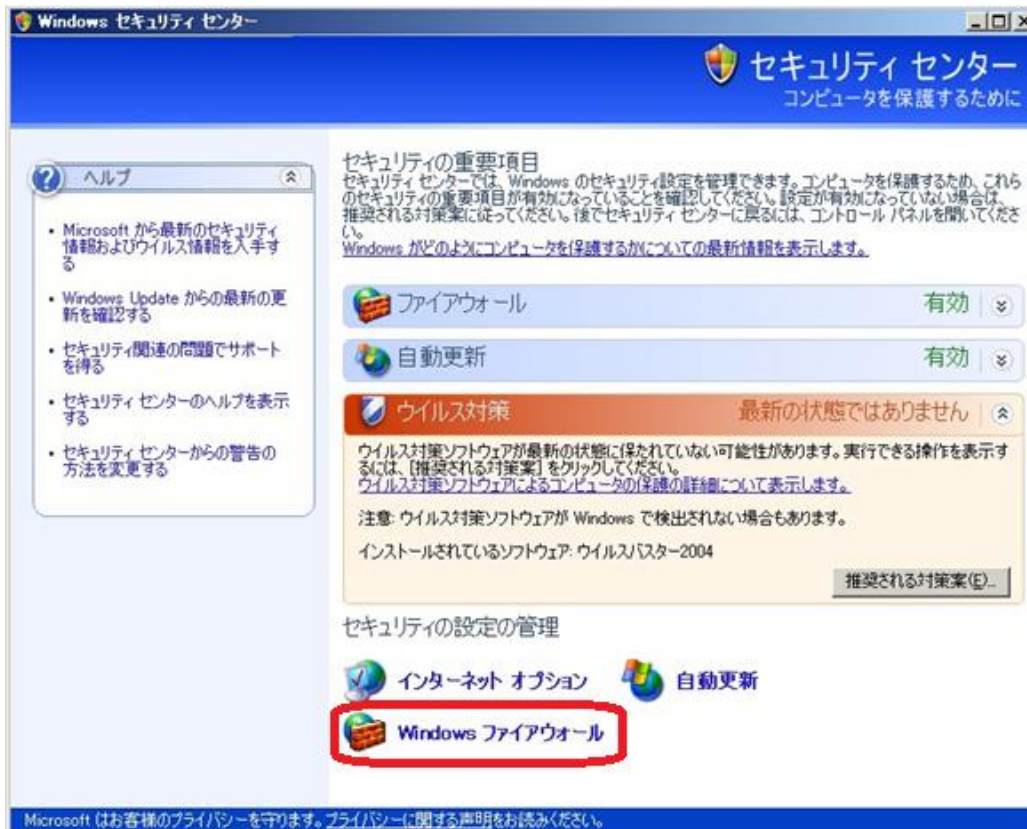 Windows セキュリティ センター
セキュリティ センター
コンピュータを保護するために
ヘルプ
• Microsoft から最新のセキュリティ
情報およびウイルス情報を入手す
る
• Windows Update からの最新の更
新を確認する
• セキュリティ関連の問題でサポート
を得る
• セキュリティ センターのヘルプを表示
する
• セキュリティ センターからの警告の
方法を変更する
セキュリティの重要項目
セキュリティ センターでは、Windows のセキュリティ設定を管理できます。コンピュータを保護するため、これら
のセキュリティの重要項目が有効になっていることを確認してください。設定が有効になっていない場合は、
推奨される対策案に従ってください。後でセキュリティ センターに戻るには、コントロール パネルを開いてくださ
い。
Windows がどのようにコンピュータを保護するかについての最新情報を表示します。
ファイアウォール 有効
自動更新 有効
ウイルス対策 最新の状態ではありません
ウイルス対策ソフトウェアが最新の状態に保たれていない可能性があります。実行できる操作を表示す
るには、[推奨される対策案] をクリックしてください。
ウイルス対策ソフトウェアによるコンピュータの保護の詳細について表示します。
注意: ウイルス対策ソフトウェアが Windows で検出されない場合もあります。
インストールされているソフトウェア: ウイルスバスター2004
推奨される対策案(E)...
セキュリティの設定の管理
インターネット オプション 自動更新
Windows ファイアウォール
Microsoft はお客様のプライバシーを守ります。プライバシーに関する声明をお読みください。